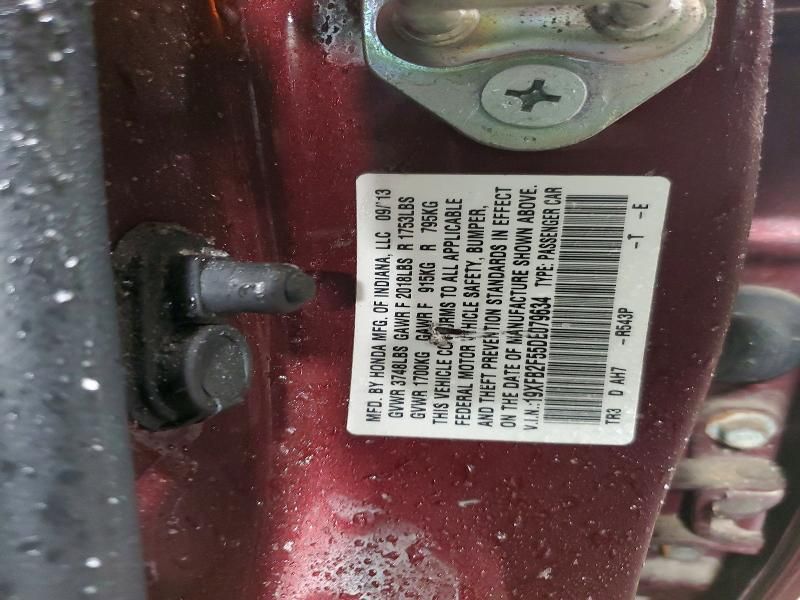 MFD. BY HONDA MFG. OF INDIANA, LLC 09/'13
GVWR 3748LBS GAWR F 2018LBS R 1753LBS
GVWR 1700KG GAWR F 915KG R 795KG
THIS VEHICLE CONFORMS TO ALL APPLICABLE
FEDERAL MOTOR VEHICLE SAFETY, BUMPER,
AND THEFT PREVENTION STANDARDS IN EFFECT
ON THE DATE OF MANUFACTURE SHOWN ABOVE.
V.I.N.:19XFB2F56DE079634 TYPE: PASSENGER CAR
TR3 D AH7 -R543P -T -E